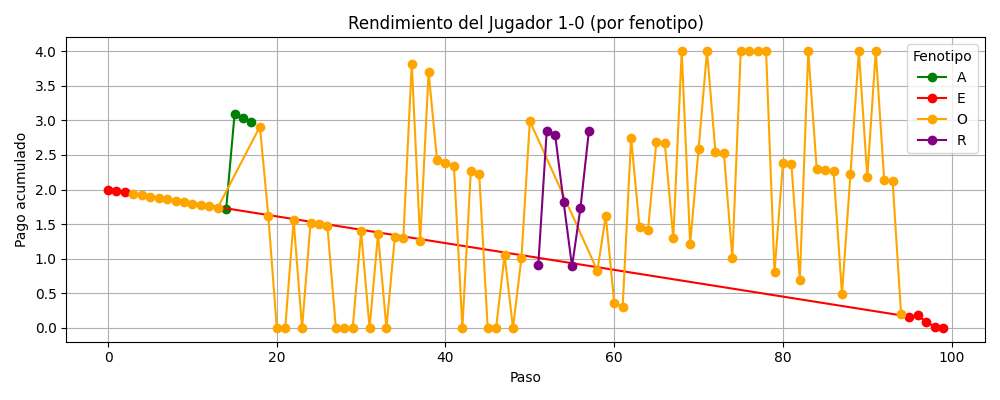 Rendimiento del Jugador 1-0 (por fenotipo)
Pago acumulado
4.0
3.5
3.0
2.5
2.0
1.5
1.0
0.5
0.0
Fenotipo
A
E
O
R
0 20 40 60 80 100
Paso